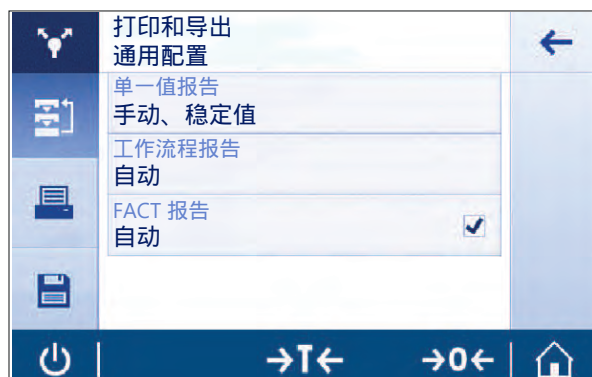 打印和导出
通用配置
单一值报告
手动、稳定值
工作流程报告
自动
FACT 报告
自动
→T← →0←